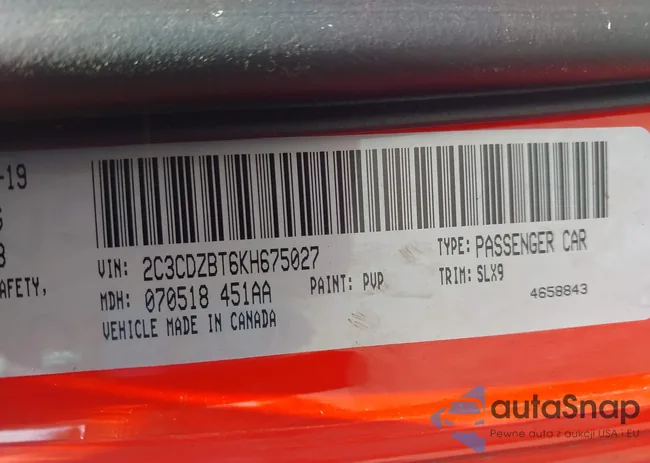 -19
VIN: 2C3CDZBT6KH675027
TYPE: PASSENGER CAR
AFETY,
MDH: 070518 451AA
PAINT: PVP
TRIM: SLX9
4658843
VEHICLE MADE IN CANADA
autaSnap
Pewne auta z aukcji USA i EU